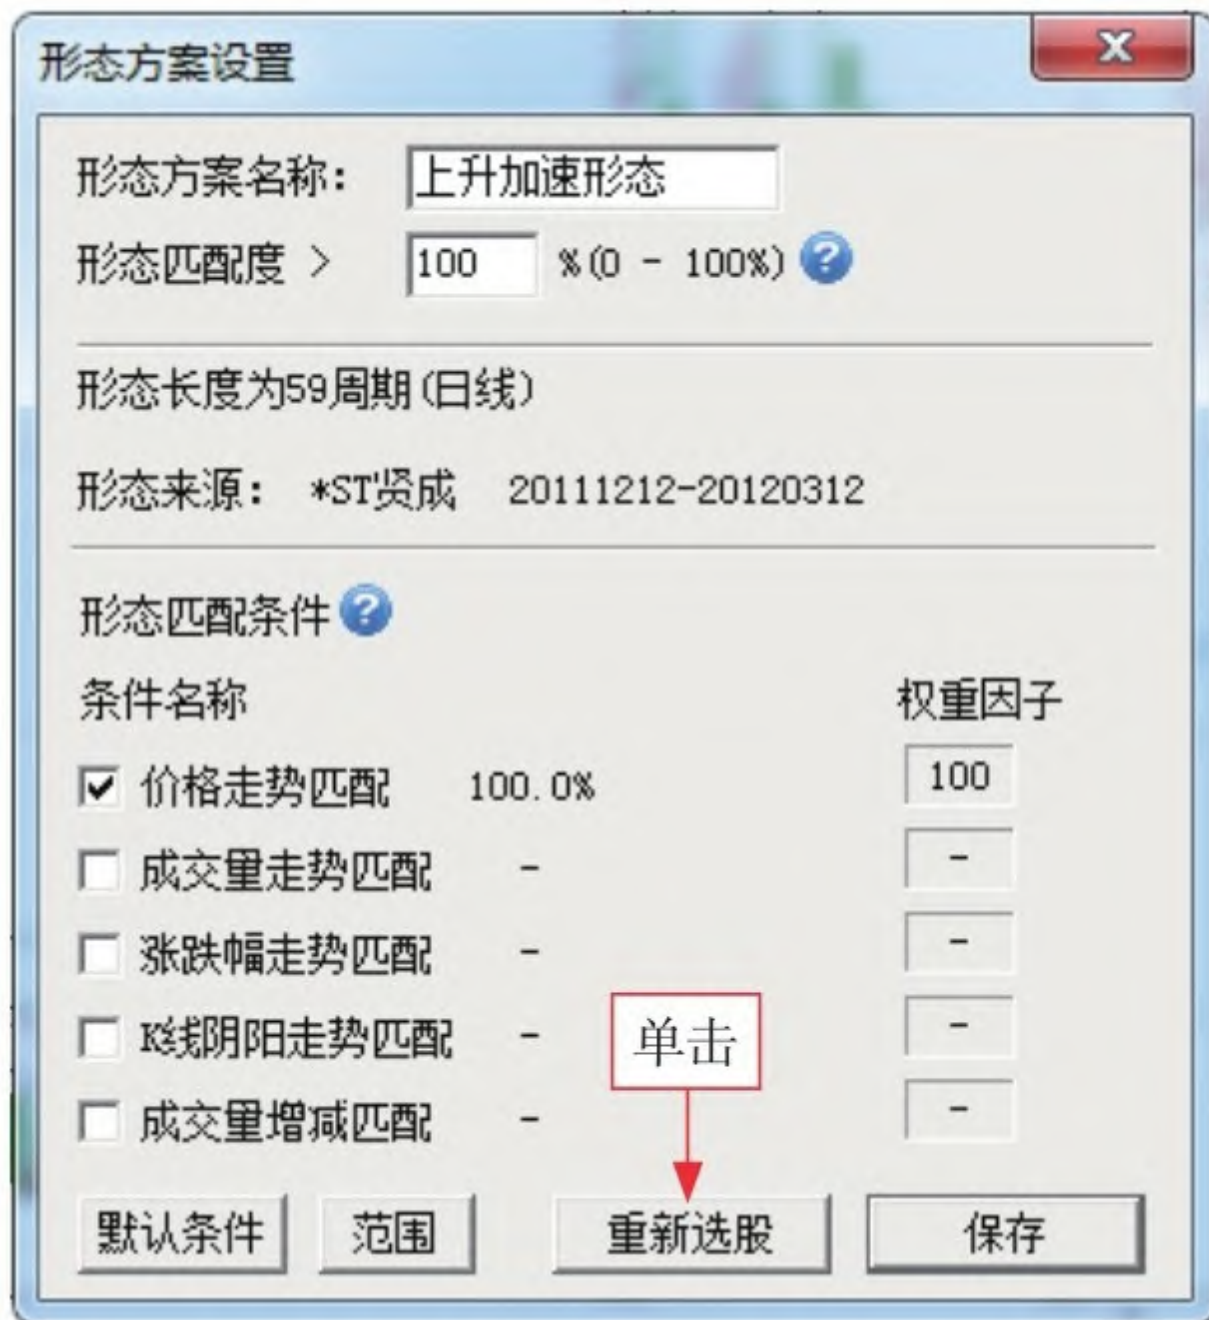 形态方案设置
X
形态方案名称： 上升加速形态
形态匹配度 > 100 %(0 - 100%) ?
形态长度为59周期(日线)
形态来源： *ST贤成 20111212-20120312
形态匹配条件 ?
条件名称 权重因子
价格走势匹配 100.0% 100
成交量走势匹配 - -
涨跌幅走势匹配 - -
K线阴阳走势匹配 - -
单击
成交量增减匹配 - -
默认条件 范围 重新选股 保存